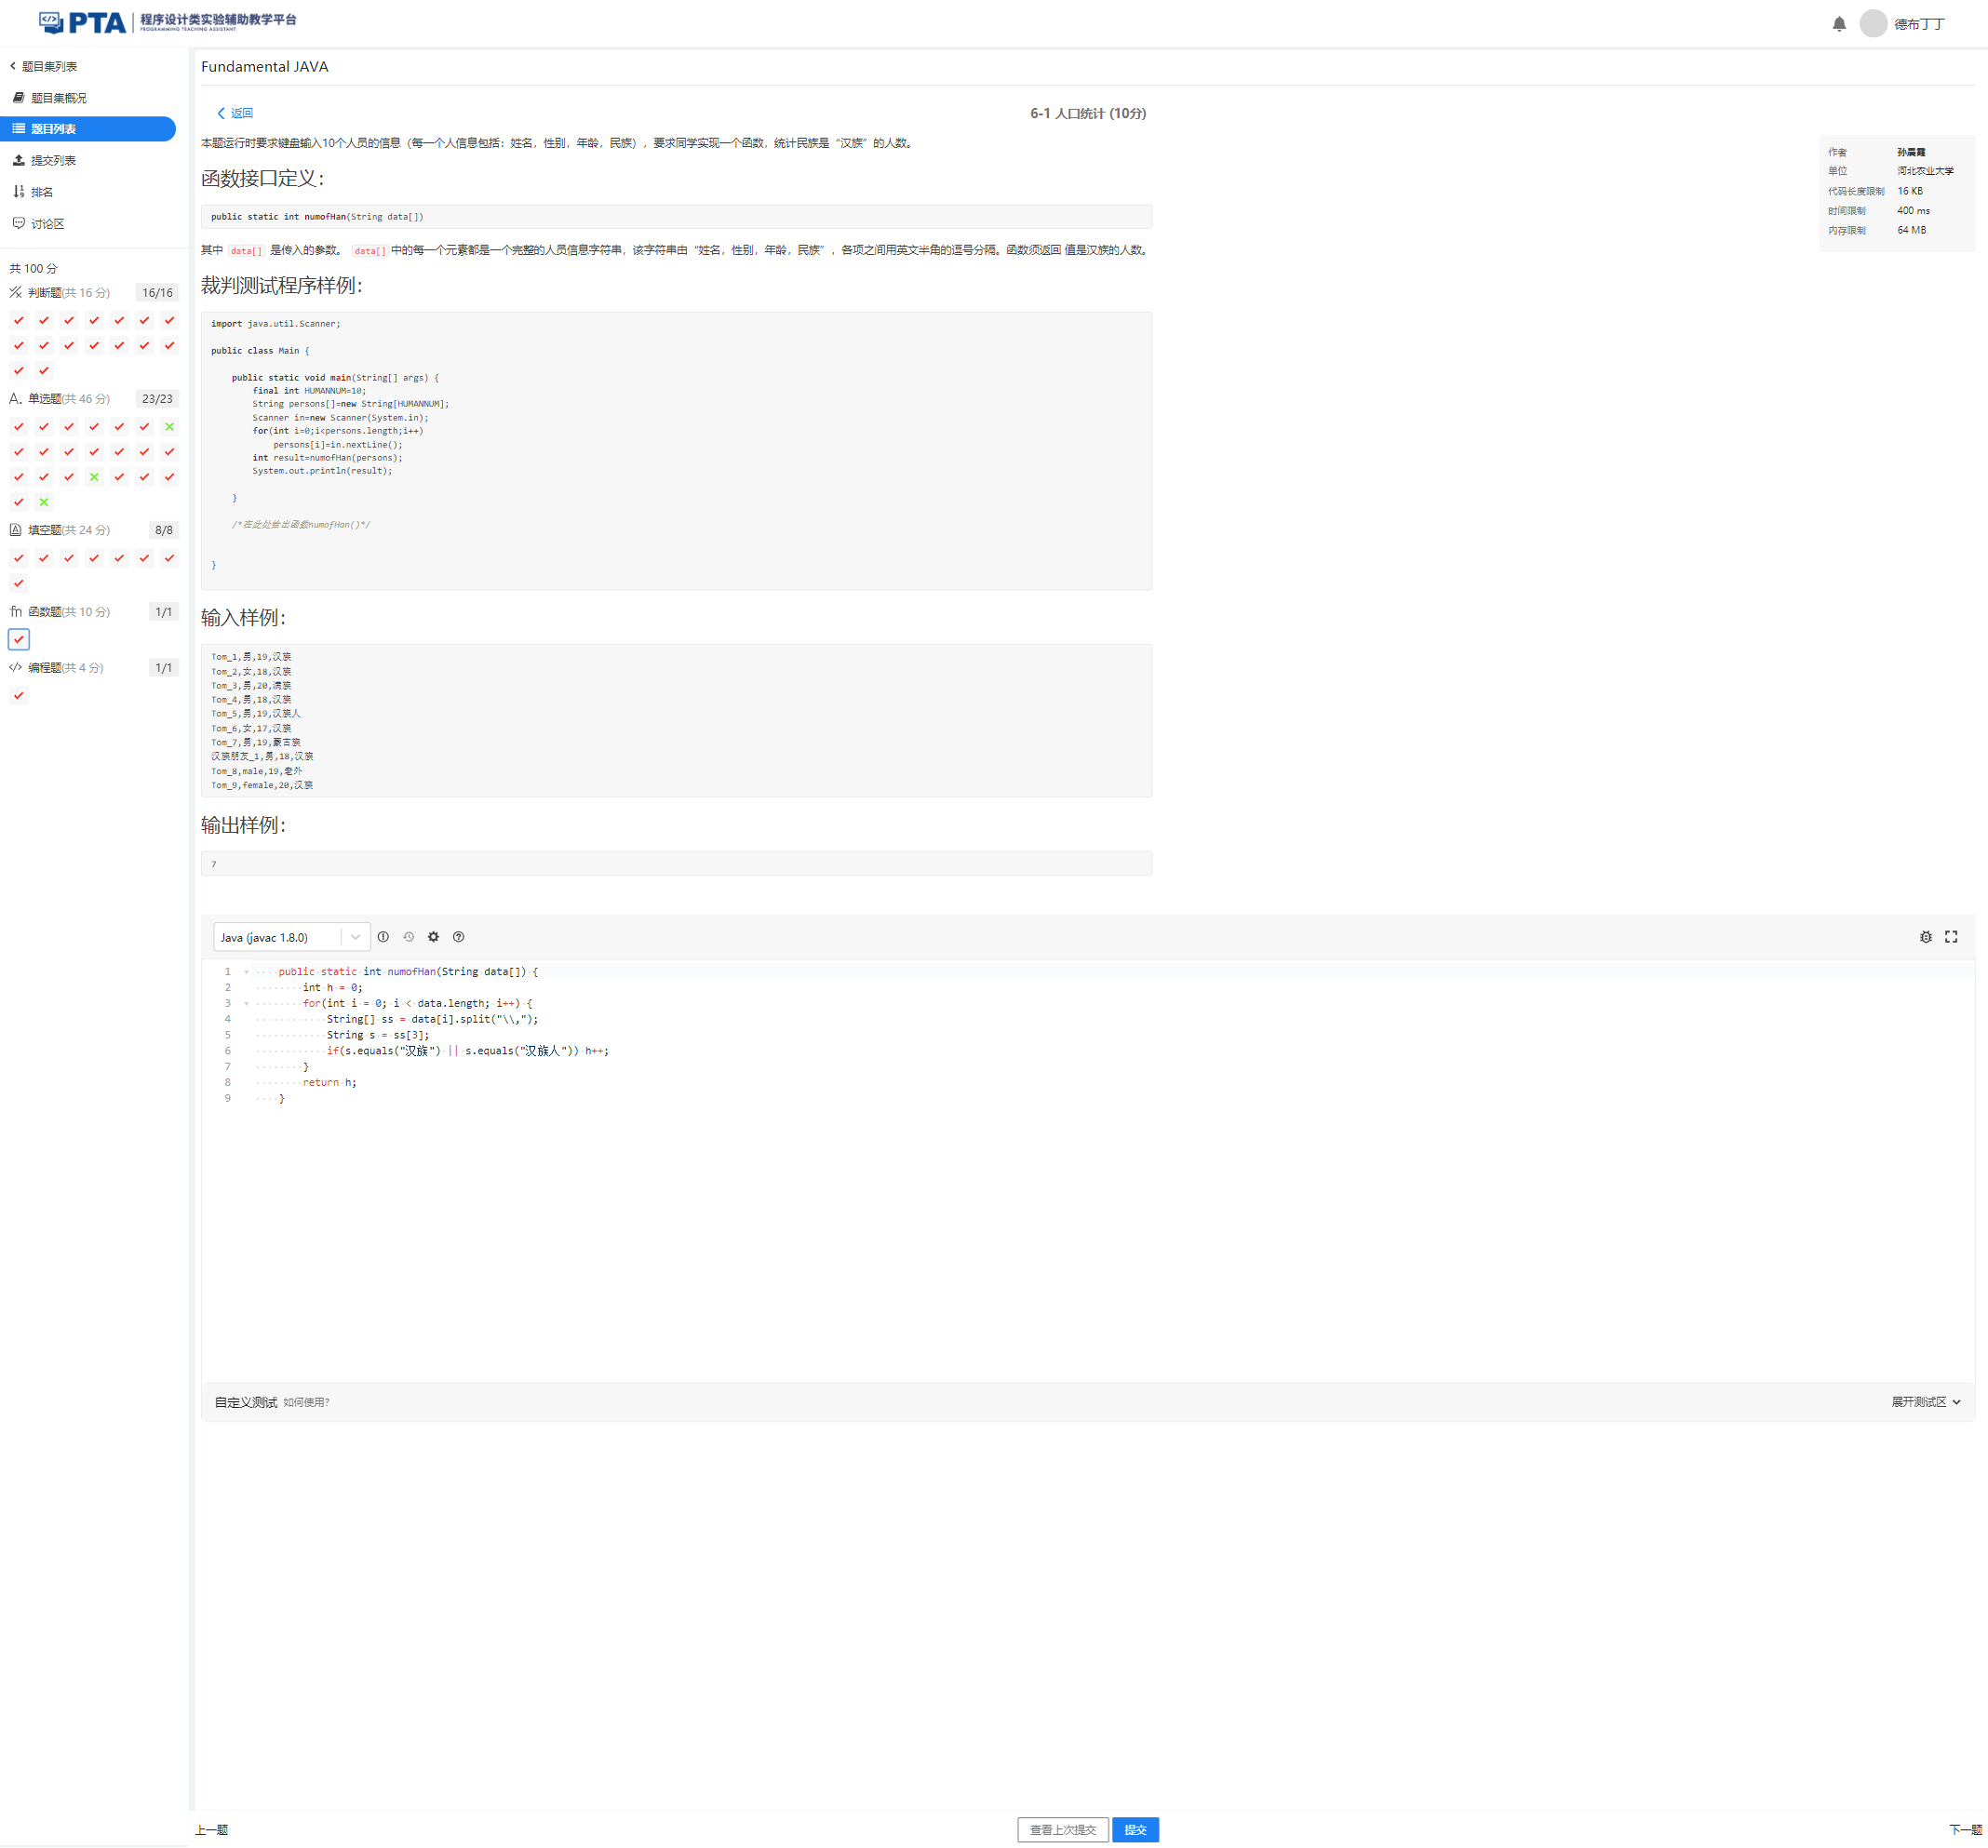 PTA 程序设计类实验辅助教学平台
PROGRAMMING TEACHING ASSISTANT
德布丁丁
题目集列表
题目集概况
题目列表
提交列表
排名
讨论区
共 100 分
判断题(共 16 分) 16/16
A. 单选题(共 46 分) 23/23
填空题(共 24 分) 8/8
fn 函数题(共 10 分) 1/1
</> 编程题(共 4 分) 1/1
Fundamental JAVA
返回
6-1 人口统计 (10分)
本题运行时要求键盘输入10个人员的信息（每一个人信息包括：姓名，性别，年龄，民族），要求同学实现一个函数，统计民族是“汉族”的人数。
函数接口定义：
public static int numofHan(String data[])
其中 data[] 是传入的参数。 data[] 中的每一个元素都是一个完整的人员信息字符串，该字符串由“姓名，性别，年龄，民族”，各项之间用英文半角的逗号分隔。函数须返回 值是汉族的人数。
裁判测试程序样例：
import java.util.Scanner;
public class Main {
public static void main(String[] args) {
final int HUMANNUM=10;
String persons[]=new String[HUMANNUM];
Scanner in=new Scanner(System.in);
for(int i=0;i<persons.length;i++)
persons[i]=in.nextLine();
int result=numofHan(persons);
System.out.println(result);
}
/*在此处给出函数numofHan()*/
}
输入样例：
Tom_1,男,19,汉族
Tom_2,女,18,汉族
Tom_3,男,20,满族
Tom_4,男,18,汉族
Tom_5,男,19,汉族人
Tom_6,女,17,汉族
Tom_7,男,19,蒙古族
汉族朋友_1,男,18,汉族
Tom_8,male,19,老外
Tom_9,female,20,汉族
输出样例：
7
作者 孙晨霞
单位 河北农业大学
代码长度限制 16 KB
时间限制 400 ms
内存限制 64 MB
Java (javac 1.8.0)
1 public static int numofHan(String data[]) {
2 int h = 0;
3 for(int i = 0; i < data.length; i++) {
4 String[] ss = data[i].split("\\,");
5 String s = ss[3];
6 if(s.equals("汉族") || s.equals("汉族人")) h++;
7 }
8 return h;
9 }
自定义测试 如何使用?
展开测试区
上一题
查看上次提交
提交
下一题